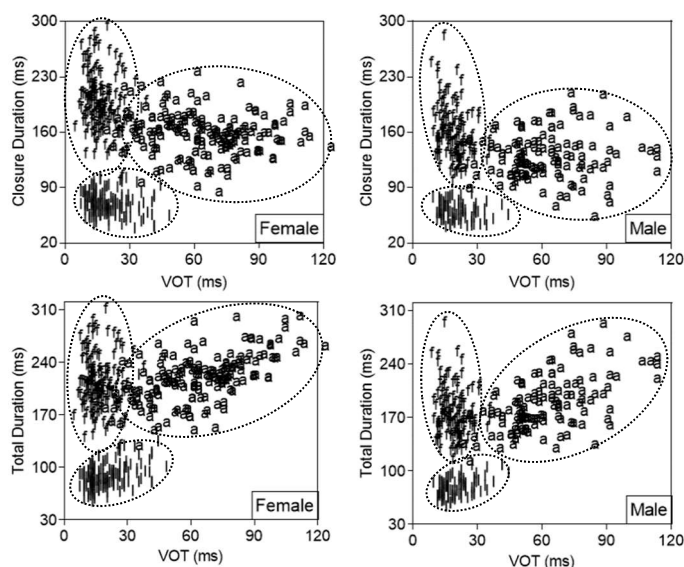 300
230
160
90
20
Closure Duration (ms)
0 30 60 90 120
VOT (ms)
Female
300
230
160
90
20
Closure Duration (ms)
0 30 60 90 120
VOT (ms)
Male
310
240
170
100
30
Total Duration (ms)
0 30 60 90 120
VOT (ms)
Female
310
240
170
100
30
Total Duration (ms)
0 30 60 90 120
VOT (ms)
Male